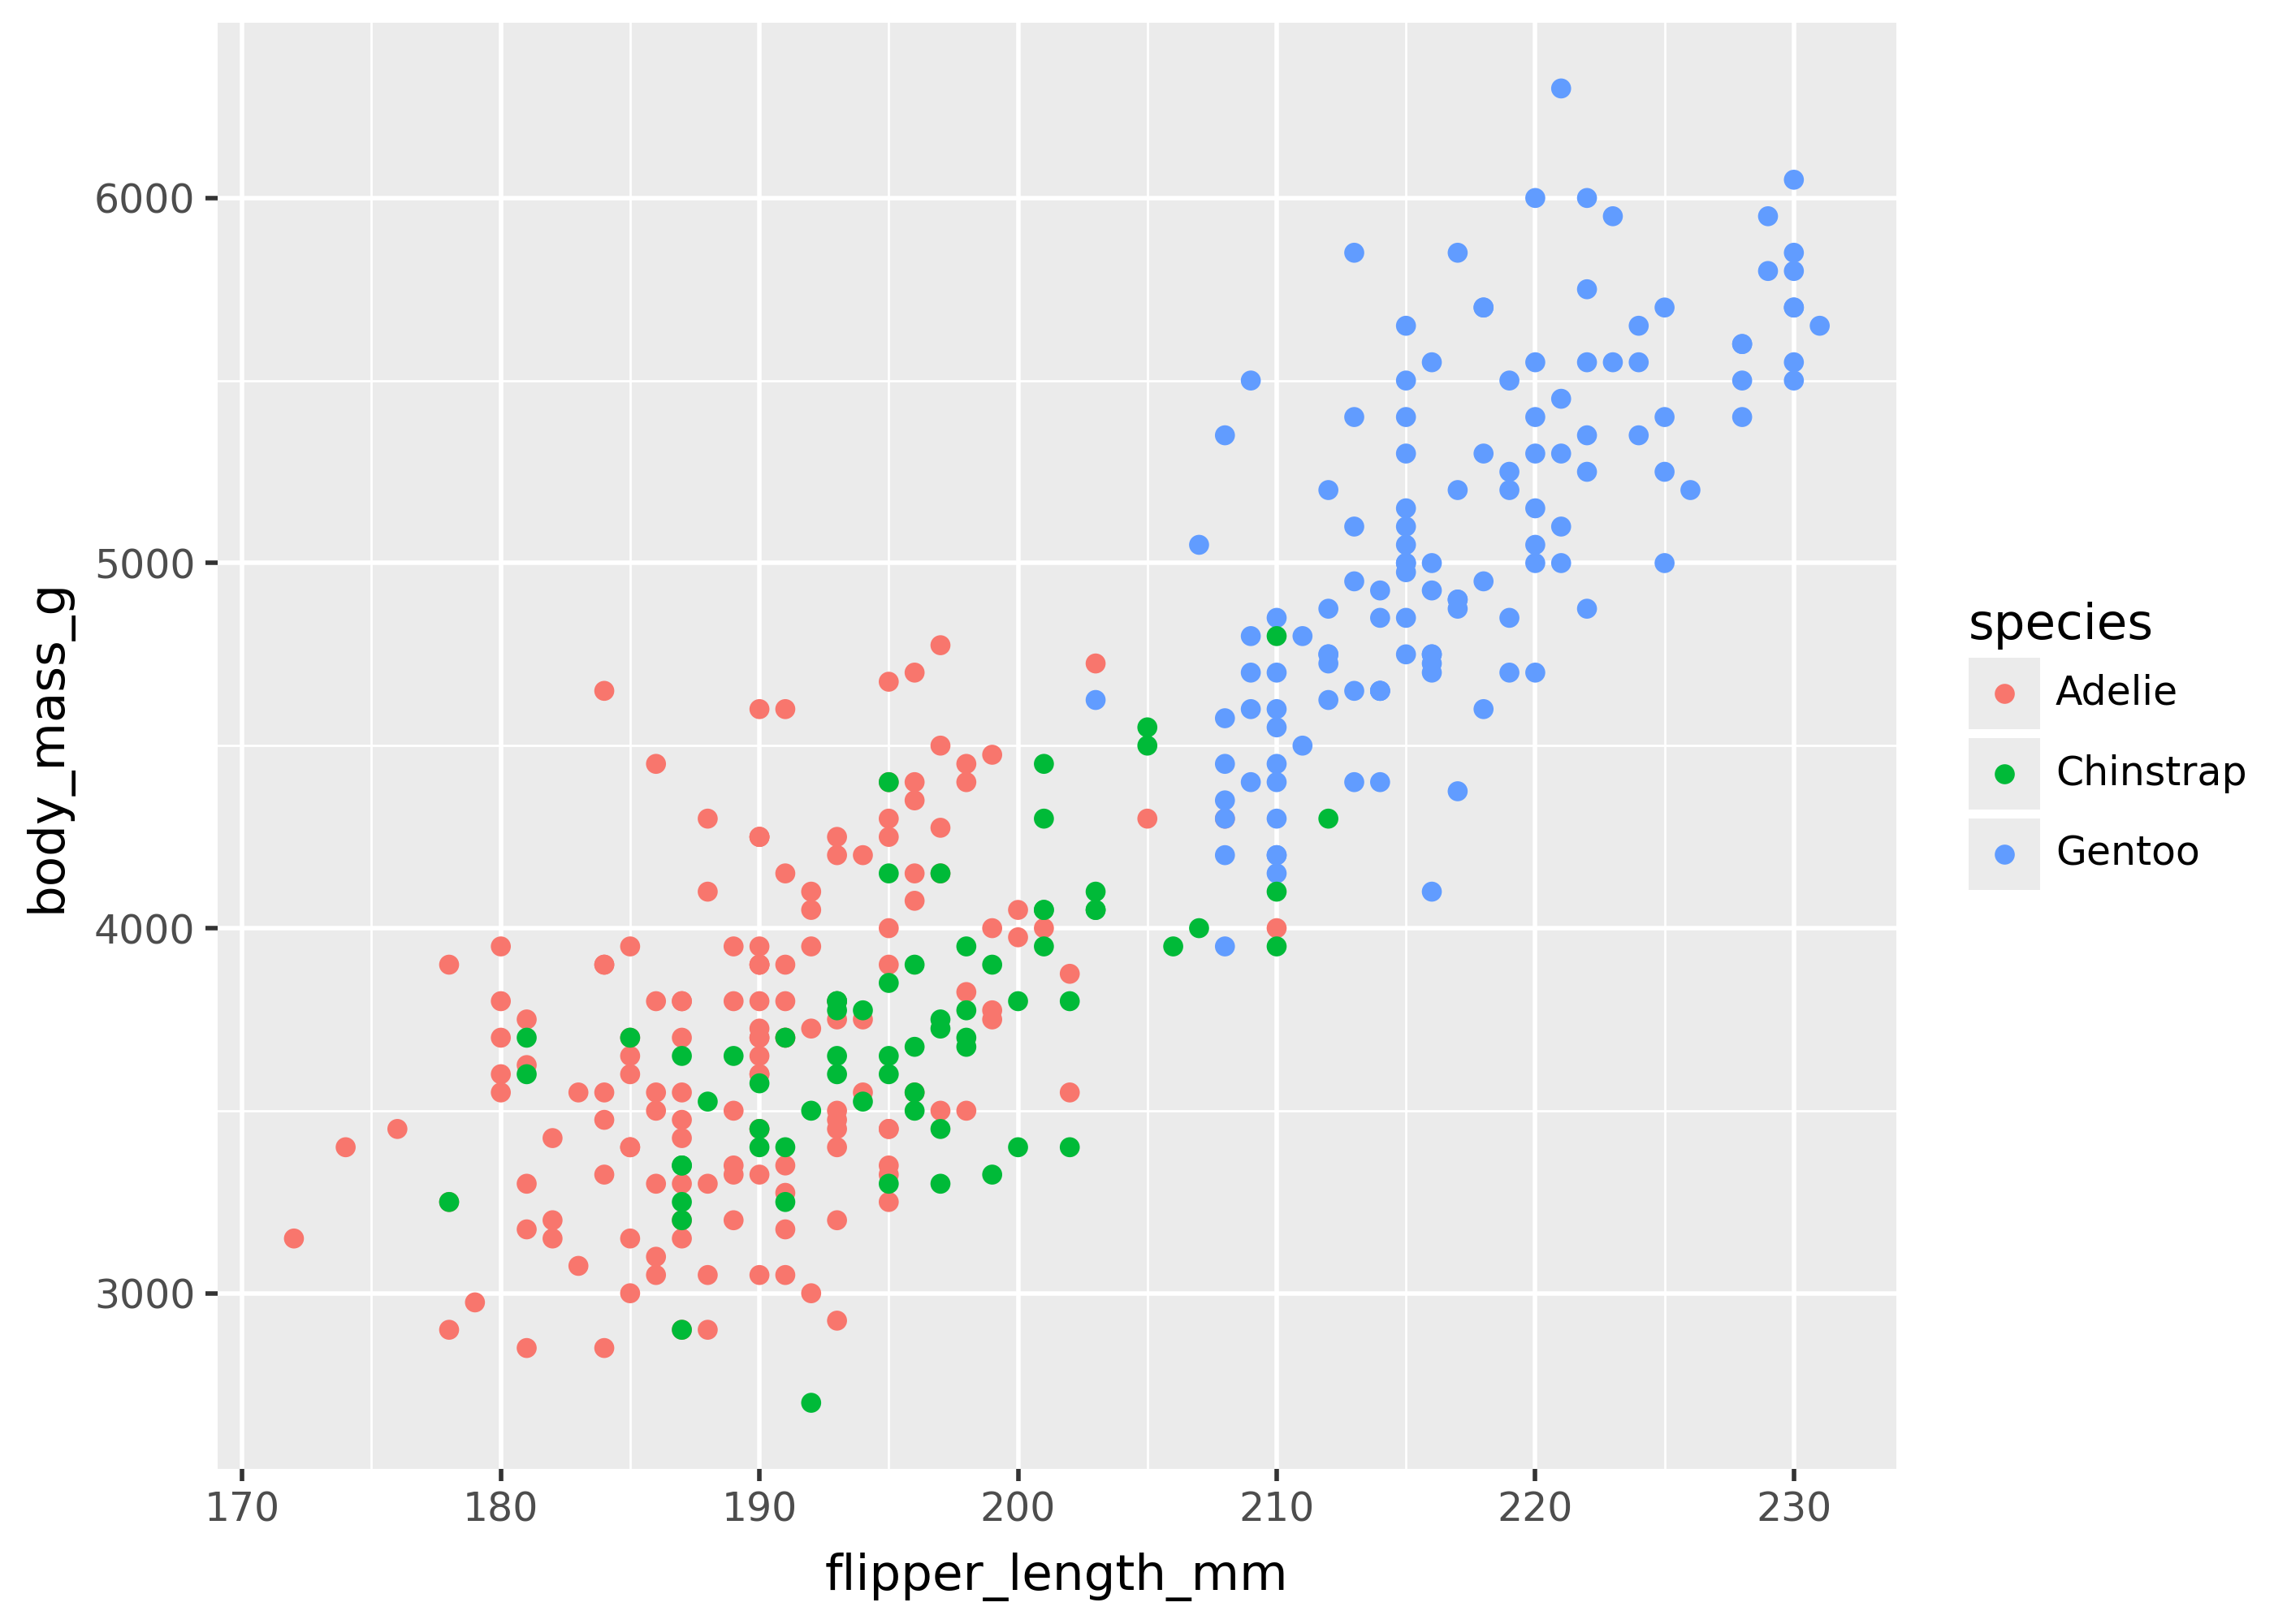 6000
5000
4000
3000
body_mass_g
170 180 190 200 210 220 230
flipper_length_mm
species
Adelie
Chinstrap
Gentoo